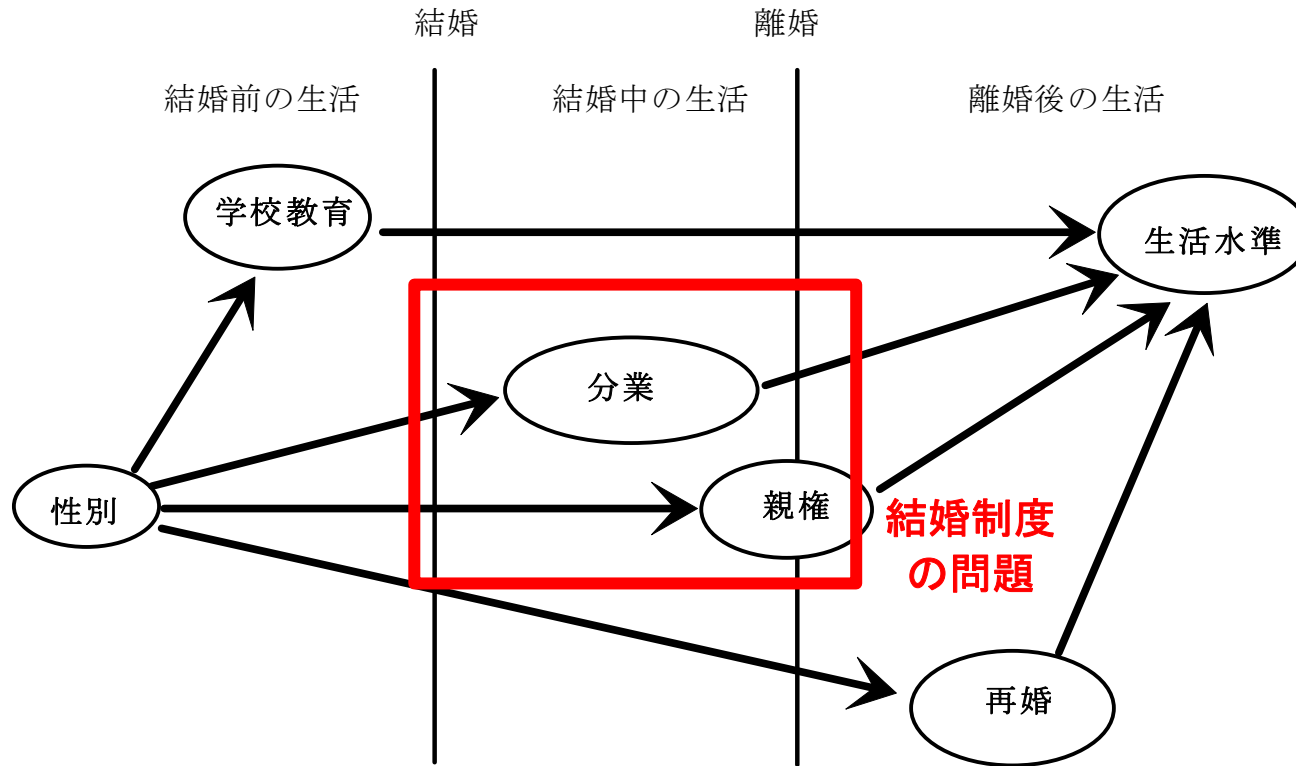 結婚
離婚
結婚前の生活
結婚中の生活
離婚後の生活
学校教育
生活水準
分業
性別
親権
結婚制度
の問題
再婚